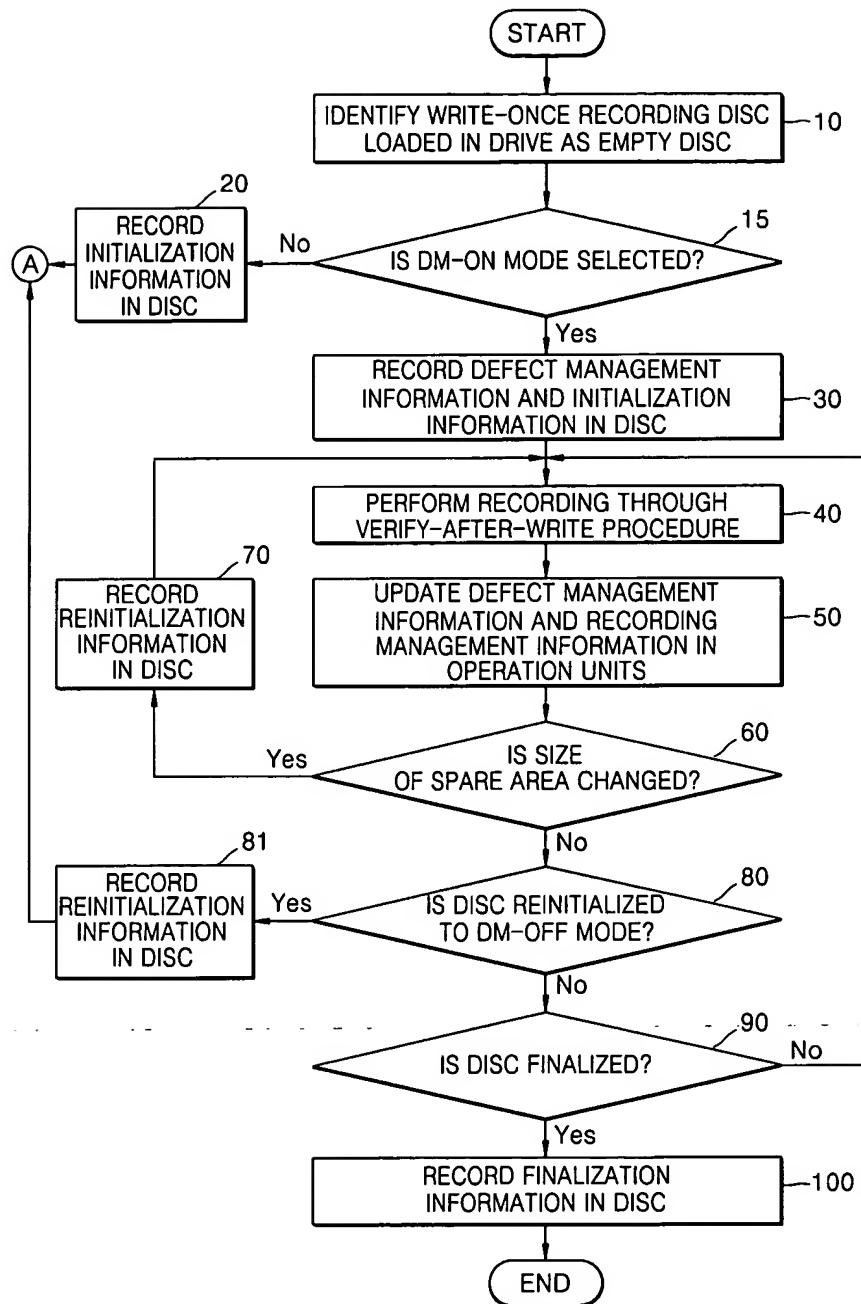 START
IDENTIFY WRITE-ONCE RECORDING DISC
LOADED IN DRIVE AS EMPTY DISC
10
20
RECORD
INITIALIZATION
INFORMATION
IN DISC
A
No
15
IS DM-ON MODE SELECTED?
Yes
RECORD DEFECT MANAGEMENT
INFORMATION AND INITIALIZATION
INFORMATION IN DISC
30
PERFORM RECORDING THROUGH
VERIFY-AFTER-WRITE PROCEDURE
40
70
RECORD
REINITIALIZATION
INFORMATION
IN DISC
UPDATE DEFECT MANAGEMENT
INFORMATION AND RECORDING
MANAGEMENT INFORMATION IN
OPERATION UNITS
50
60
Yes
IS SIZE
OF SPARE AREA CHANGED?
No
81
RECORD
REINITIALIZATION
INFORMATION
IN DISC
Yes
80
IS DISC REINITIALIZED
TO DM-OFF MODE?
No
90
IS DISC FINALIZED?
No
Yes
RECORD FINALIZATION
INFORMATION IN DISC
100
END